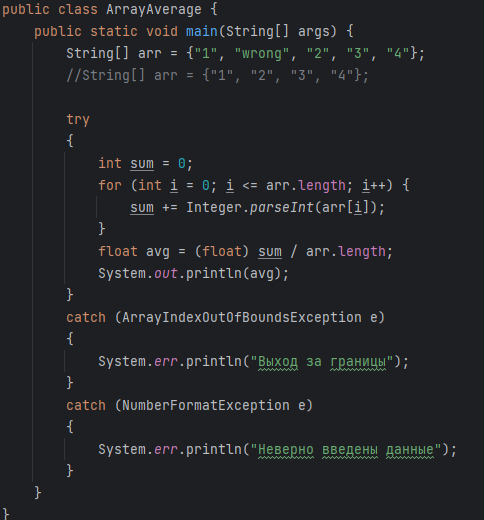 public class ArrayAverage {
    public static void main(String[] args) {
        String[] arr = {"1", "wrong", "2", "3", "4"};
        //String[] arr = {"1", "2", "3", "4"};

        try
        {
            int sum = 0;
            for (int i = 0; i <= arr.length; i++) {
                sum += Integer.parseInt(arr[i]);
            }
            float avg = (float) sum / arr.length;
            System.out.println(avg);
        }
        catch (ArrayIndexOutOfBoundsException e)
        {
            System.err.println("Выход за границы");
        }
        catch (NumberFormatException e)
        {
            System.err.println("Неверно введены данные");
        }
    }
}